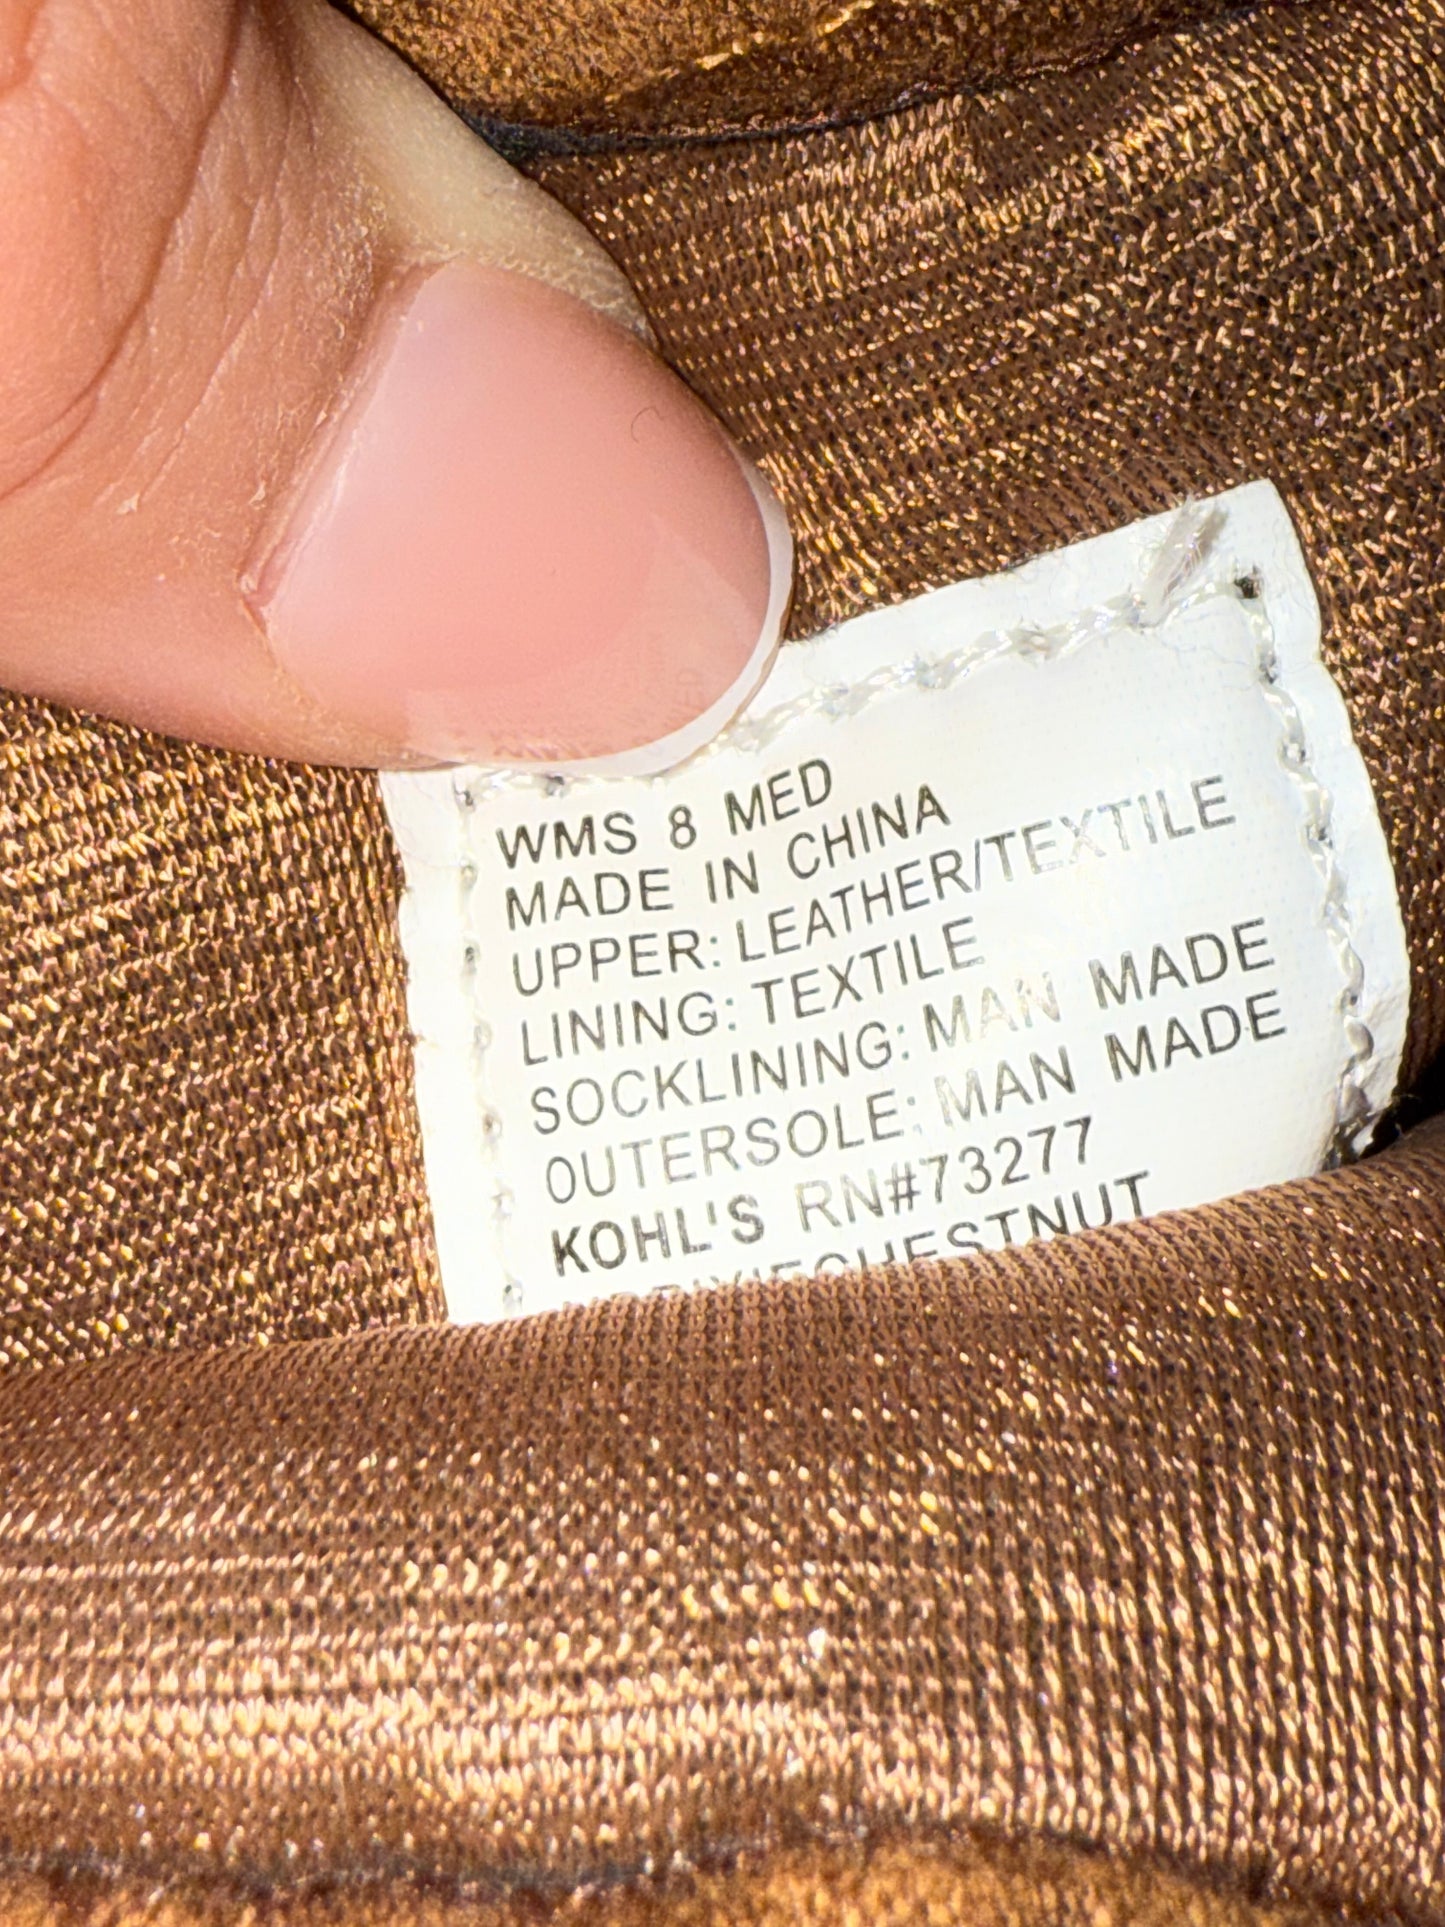 WMS 8 MED
MADE IN CHINA
UPPER: LEATHER/TEXTILE
LINING: TEXTILE
SOCKLINING: MAN MADE
OUTERSOLE: MAN MADE
KOHL'S RN#73277
PIXIECHESTNUT